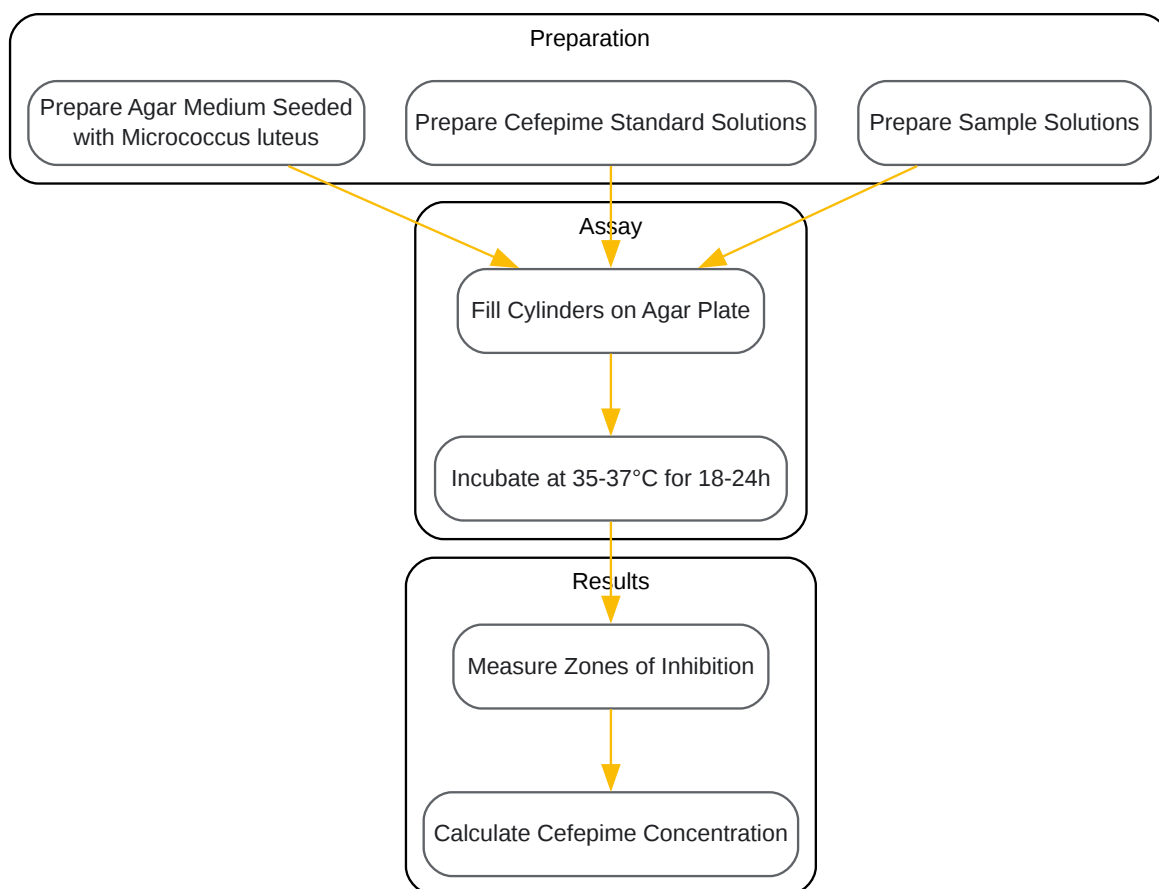 Preparation
Prepare Agar Medium Seeded
with Micrococcus luteus
Prepare Cefepime Standard Solutions
Prepare Sample Solutions
Assay
Fill Cylinders on Agar Plate
Incubate at 35-37°C for 18-24h
Results
Measure Zones of Inhibition
Calculate Cefepime Concentration